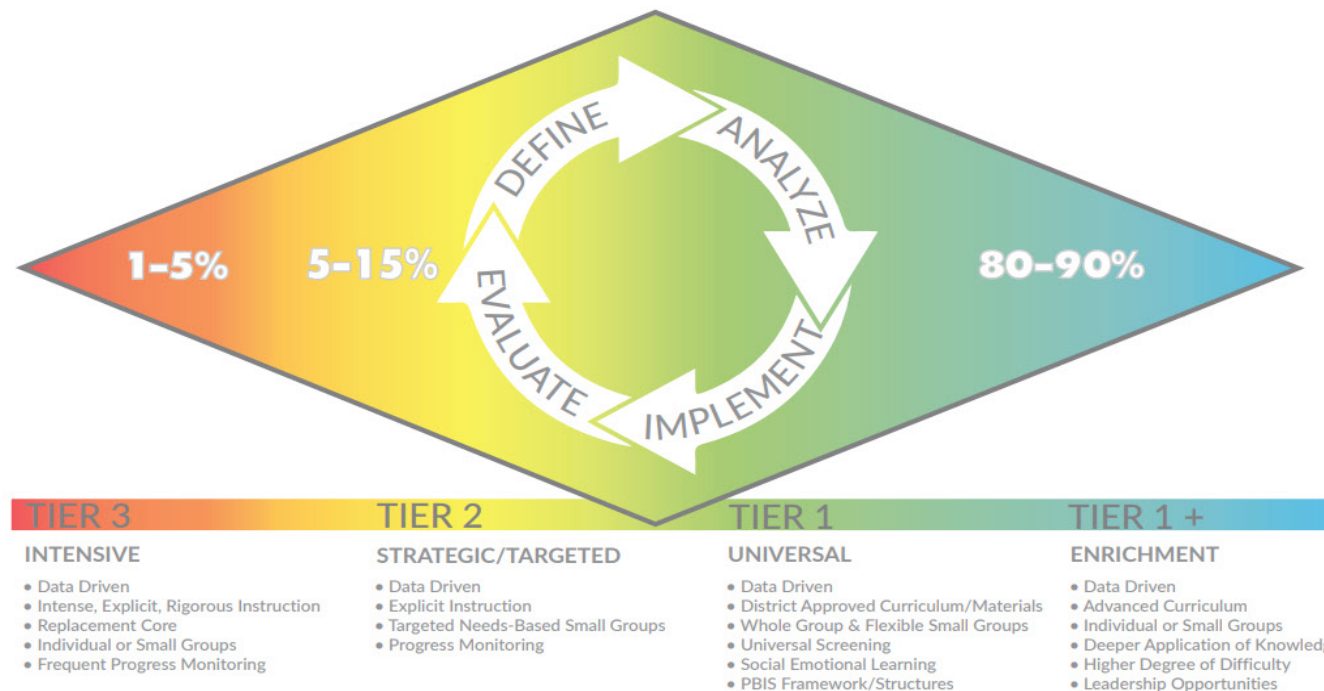 DEFINE
ANALYZE
IMPLEMENT
EVALUATE
1-5%
5-15%
80-90%
TIER 3
INTENSIVE
• Data Driven
• Intense, Explicit, Rigorous Instruction
• Replacement Core
• Individual or Small Groups
• Frequent Progress Monitoring
TIER 2
STRATEGIC/TARGETED
• Data Driven
• Explicit Instruction
• Targeted Needs-Based Small Groups
• Progress Monitoring
TIER 1
UNIVERSAL
• Data Driven
• District Approved Curriculum/Materials
• Whole Group & Flexible Small Groups
• Universal Screening
• Social Emotional Learning
• PBIS Framework/Structures
TIER 1 +
ENRICHMENT
• Data Driven
• Advanced Curriculum
• Individual or Small Groups
• Deeper Application of Knowled
• Higher Degree of Difficulty
• Leadership Opportunities